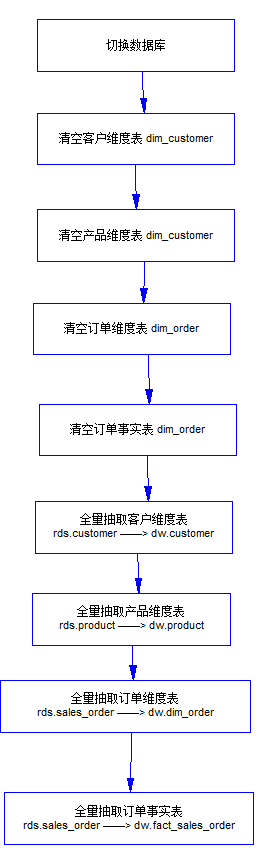 切换数据库
清空客户维度表 dim_customer
清空产品维度表 dim_customer
清空订单维度表 dim_order
清空订单事实表 dim_order
全量抽取客户维度表
rds.customer ——> dw.customer
全量抽取产品维度表
rds.product ——> dw.product
全量抽取订单维度表
rds.sales_order ——> dw.dim_order
全量抽取订单事实表
rds.sales_order ——> dw.fact_sales_order